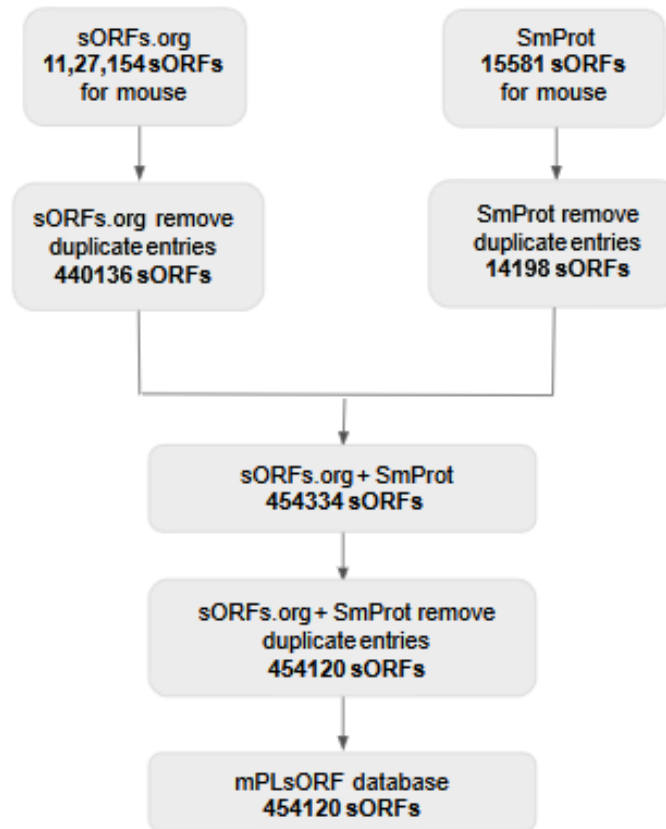 sORFs.org
11,27,154 sORFs
for mouse
SmProt
15581 sORFs
for mouse
sORFs.org remove
duplicate entries
440136 sORFs
SmProt remove
duplicate entries
14198 sORFs
sORFs.org + SmProt
454334 sORFs
sORFs.org + SmProt remove
duplicate entries
454120 sORFs
mPLsORF database
454120 sORFs